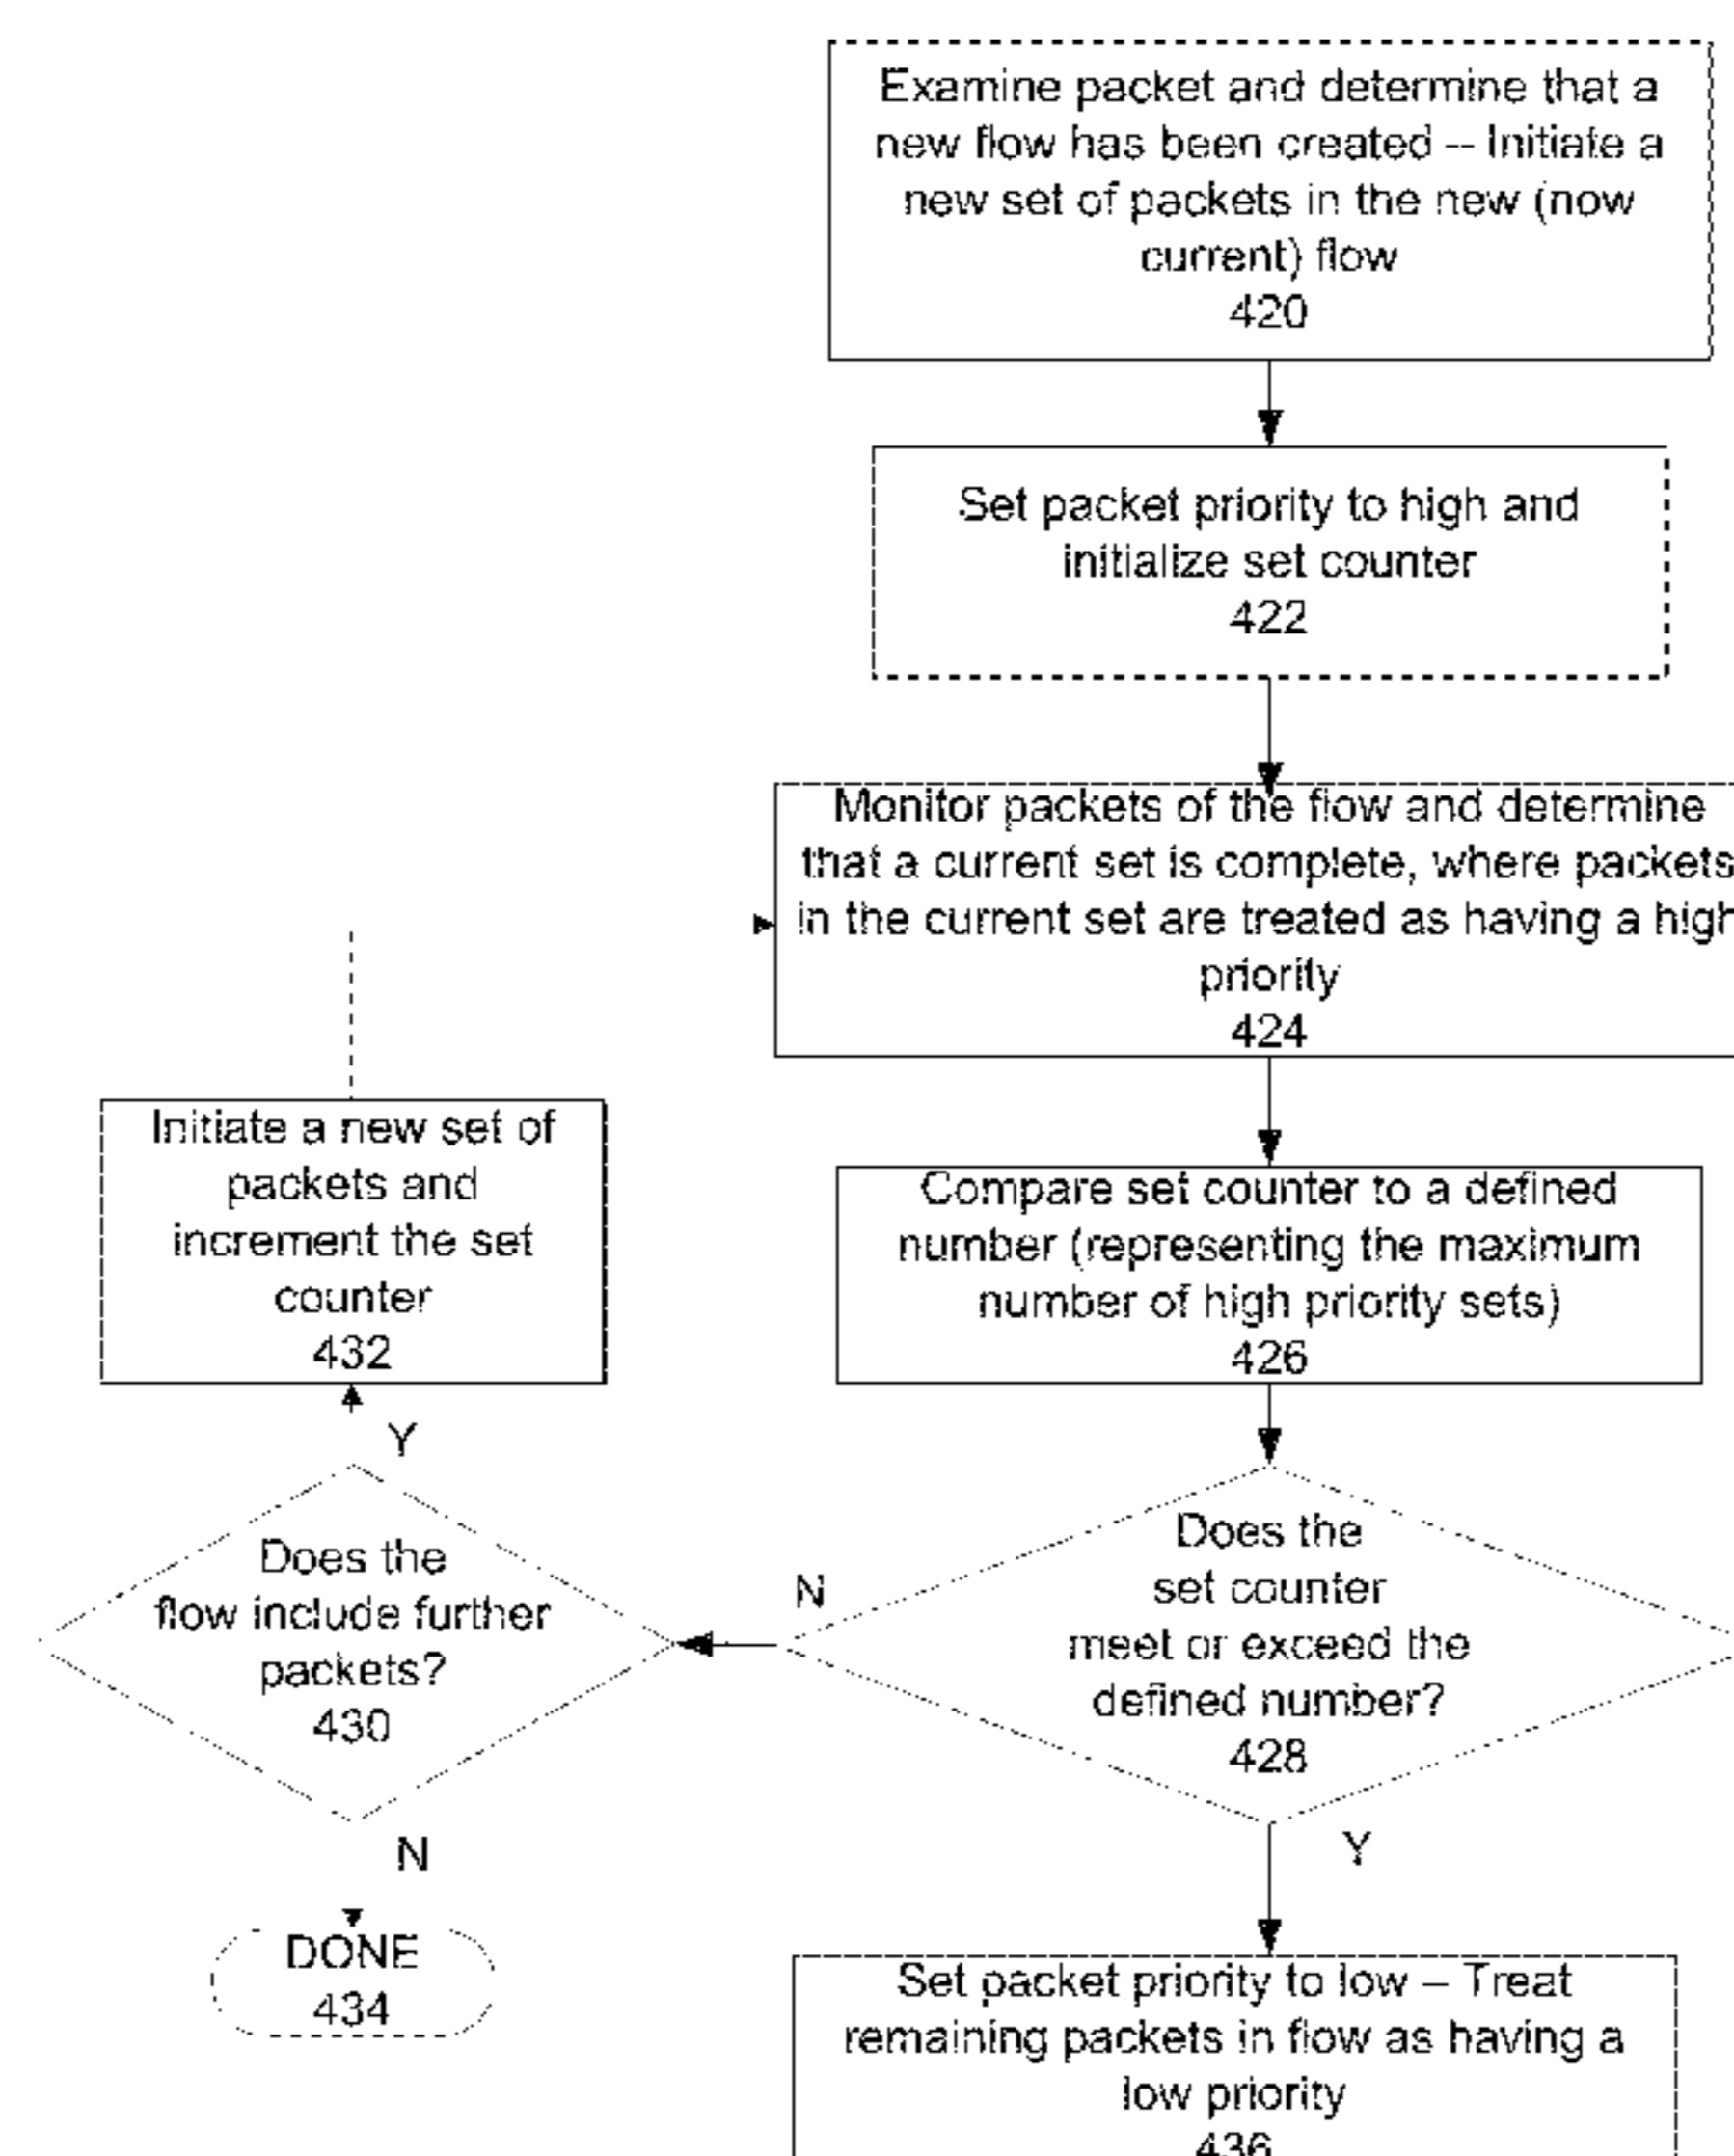 Examine packet and determine that a
new flow has been created -- Initiate a
new set of packets in the new (now
current) flow
420
Set packet priority to high and
initialize set counter
422
Monitor packets of the flow and determine
that a current set is complete, where packets
in the current set are treated as having a high
priority
424
Initiate a new set of
packets and
increment the set
counter
432
Compare set counter to a defined
number (representing the maximum
number of high priority sets)
426
Y
Does the
flow include further
packets?
430
N
Does the
set counter
meet or exceed the
defined number?
428
N
Y
DONE
434
Set packet priority to low – Treat
remaining packets in flow as having a
low priority
436